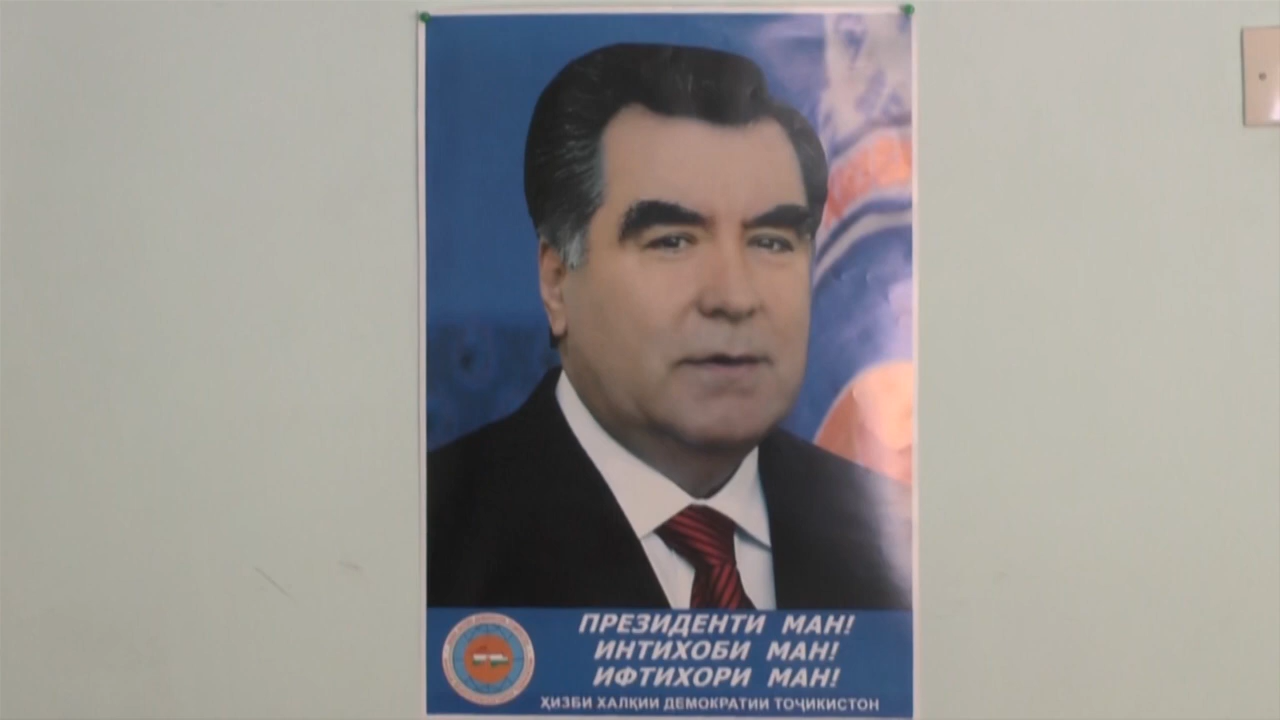 ПРЕЗИДЕНТИ МАН!
ИНТИХОБИ МАН!
ИФТИХОРИ МАН!
ҲИЗБИ ХАЛҚИИ ДЕМОКРАТИИ ТОҶИКИСТОН